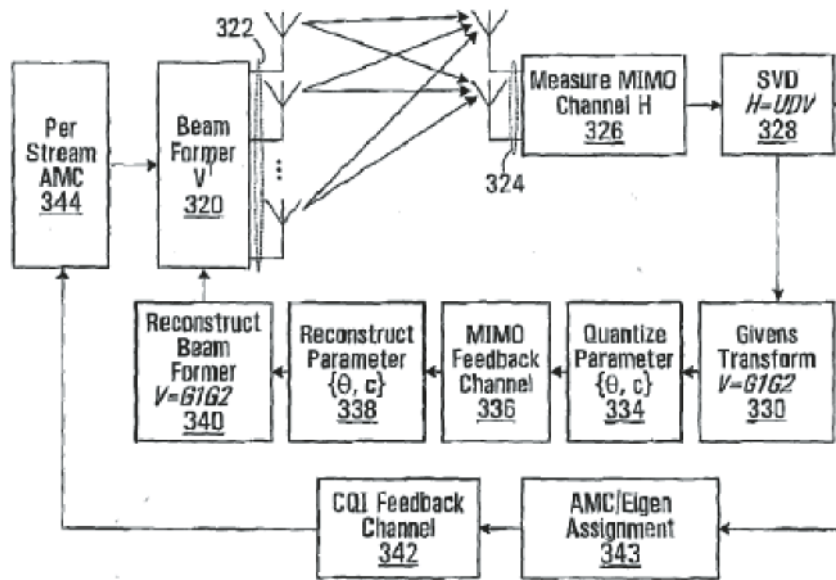 322
Per
Stream
AMC
344
Beam
Former
V'
320
...
324
Measure MIMO
Channel H
326
SVD
H=UDV
328
Reconstruct
Beam
Former
V=G1G2
340
Reconstruct
Parameter
{θ, c}
338
MIMO
Feedback
Channel
336
Quantize
Parameter
{θ, c}
334
Givens
Transform
V=G1G2
330
CQI Feedback
Channel
342
AMC/Eigen
Assignment
343